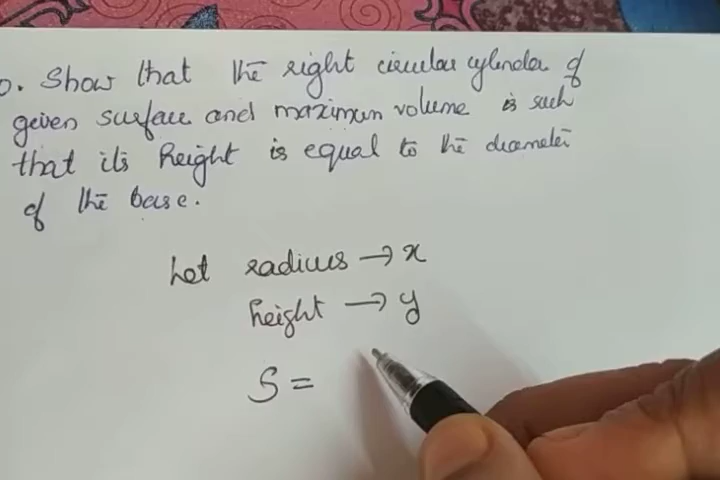 0. Show that the right circular cylinder of
given surface and maximum volume is such
that its height is equal to the diameter
of the base.
Let radius → x
height → y
S =